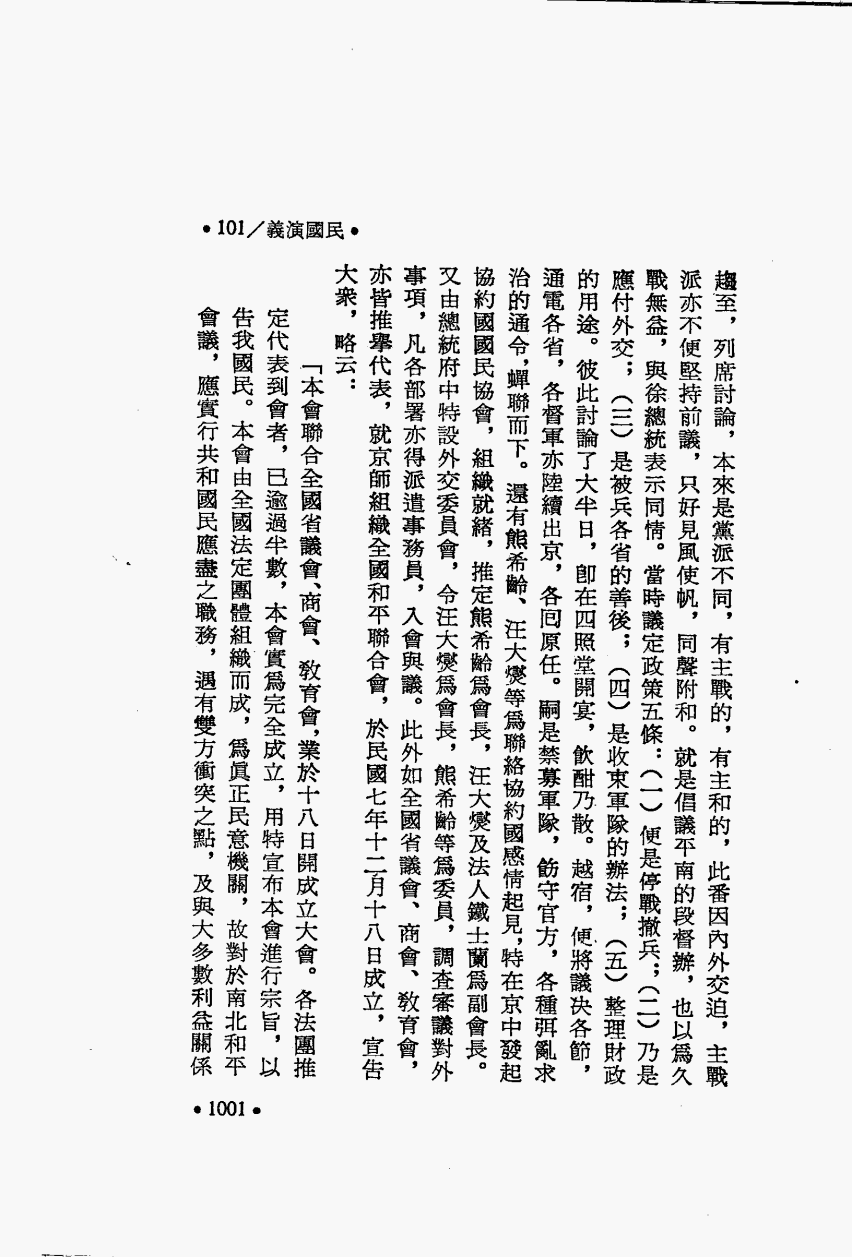 •101／義演國民•
趨至，列席討論，本來是黨派不同，有主戰的，有主和的，此番因內外交迫，主戰
派亦不便堅持前議，只好見風使帆，同聲附和。就是倡議平南的段督辦，也以爲久
戰無益，與徐總統表示同情。當時議定政策五條：（一）便是停戰撤兵；（二）乃是
應付外交；（三）是被兵各省的善後；（四）是收束軍隊的辦法；（五）整理財政
的用途。彼此討論了大半日，卽在四照堂開宴，飲酣乃散。越宿，便將議決各節，
通電各省，各督軍亦陸續出京，各囘原任。嗣是禁募軍隊，飭守官方，各種弭亂求
治的通令，蟬聯而下。還有熊希齡、汪大燮等爲聯絡協約國感情起見，特在京中發起
協約國國民協會，組織就緒，推定熊希齡爲會長，汪大燮及法人鐵士蘭爲副會長。
又由總統府中特設外交委員會，令汪大燮爲會長，熊希齡等爲委員，調查審議對外
事項，凡各部署亦得派遣事務員，入會與議。此外如全國省議會、商會、敎育會，
亦皆推舉代表，就京師組織全國和平聯合會，於民國七年十二月十八日成立，宣告
大衆，略云：
「本會聯合全國省議會、商會、敎育會，業於十八日開成立大會。各法團推
定代表到會者，已逾過半數，本會實爲完全成立，用特宣布本會進行宗旨，以
告我國民。本會由全國法定團體組織而成，爲眞正民意機關，故對於南北和平
會議，應實行共和國民應盡之職務，遇有雙方衝突之點，及與大多數利益關係
•1001•